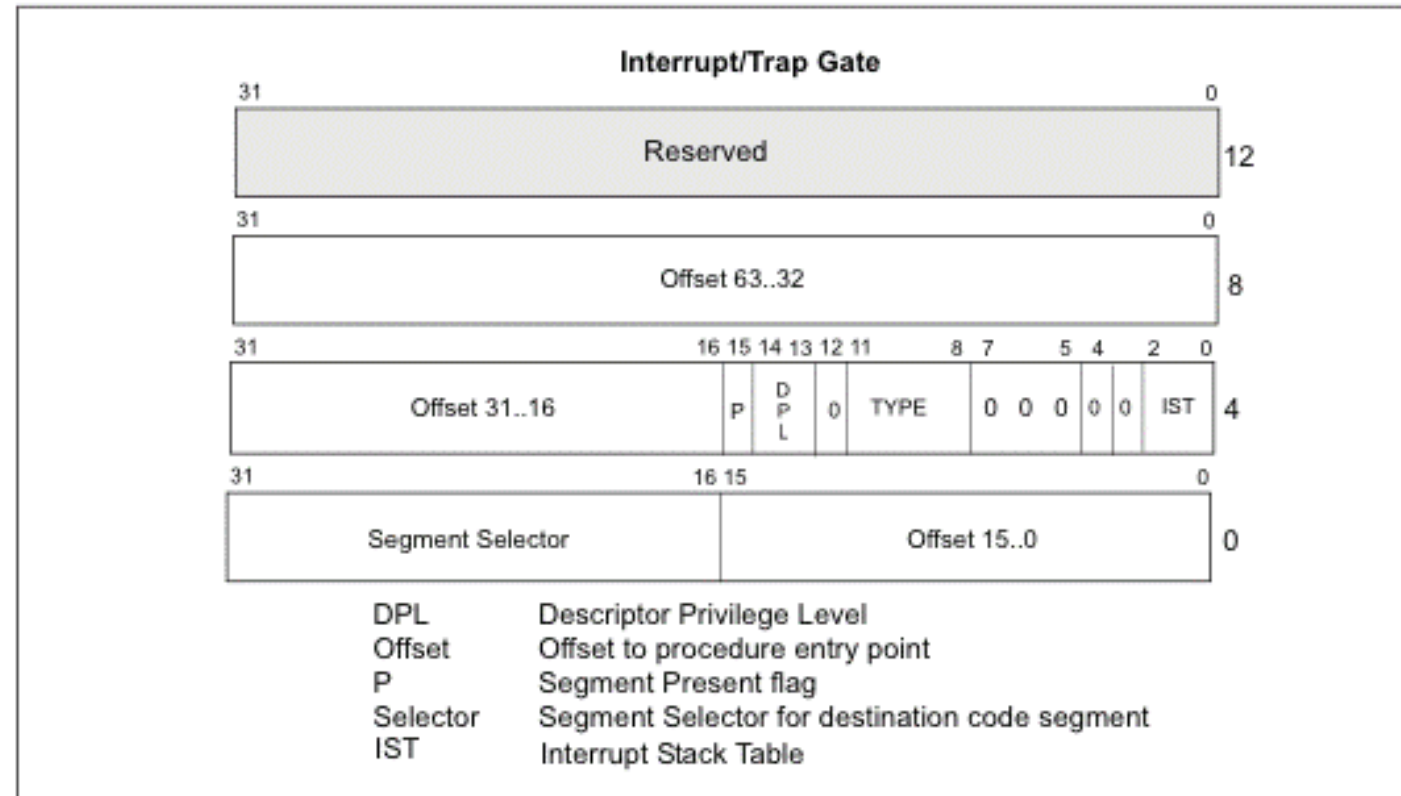 Interrupt/Trap Gate
31 0
Reserved 12
31 0
Offset 63..32 8
31 16 15 14 13 12 11 8 7 5 4 2 0
Offset 31..16 P DPL 0 TYPE 0 0 0 0 0 IST 4
31 16 15 0
Segment Selector Offset 15..0 0
DPL Descriptor Privilege Level
Offset Offset to procedure entry point
P Segment Present flag
Selector Segment Selector for destination code segment
IST Interrupt Stack Table